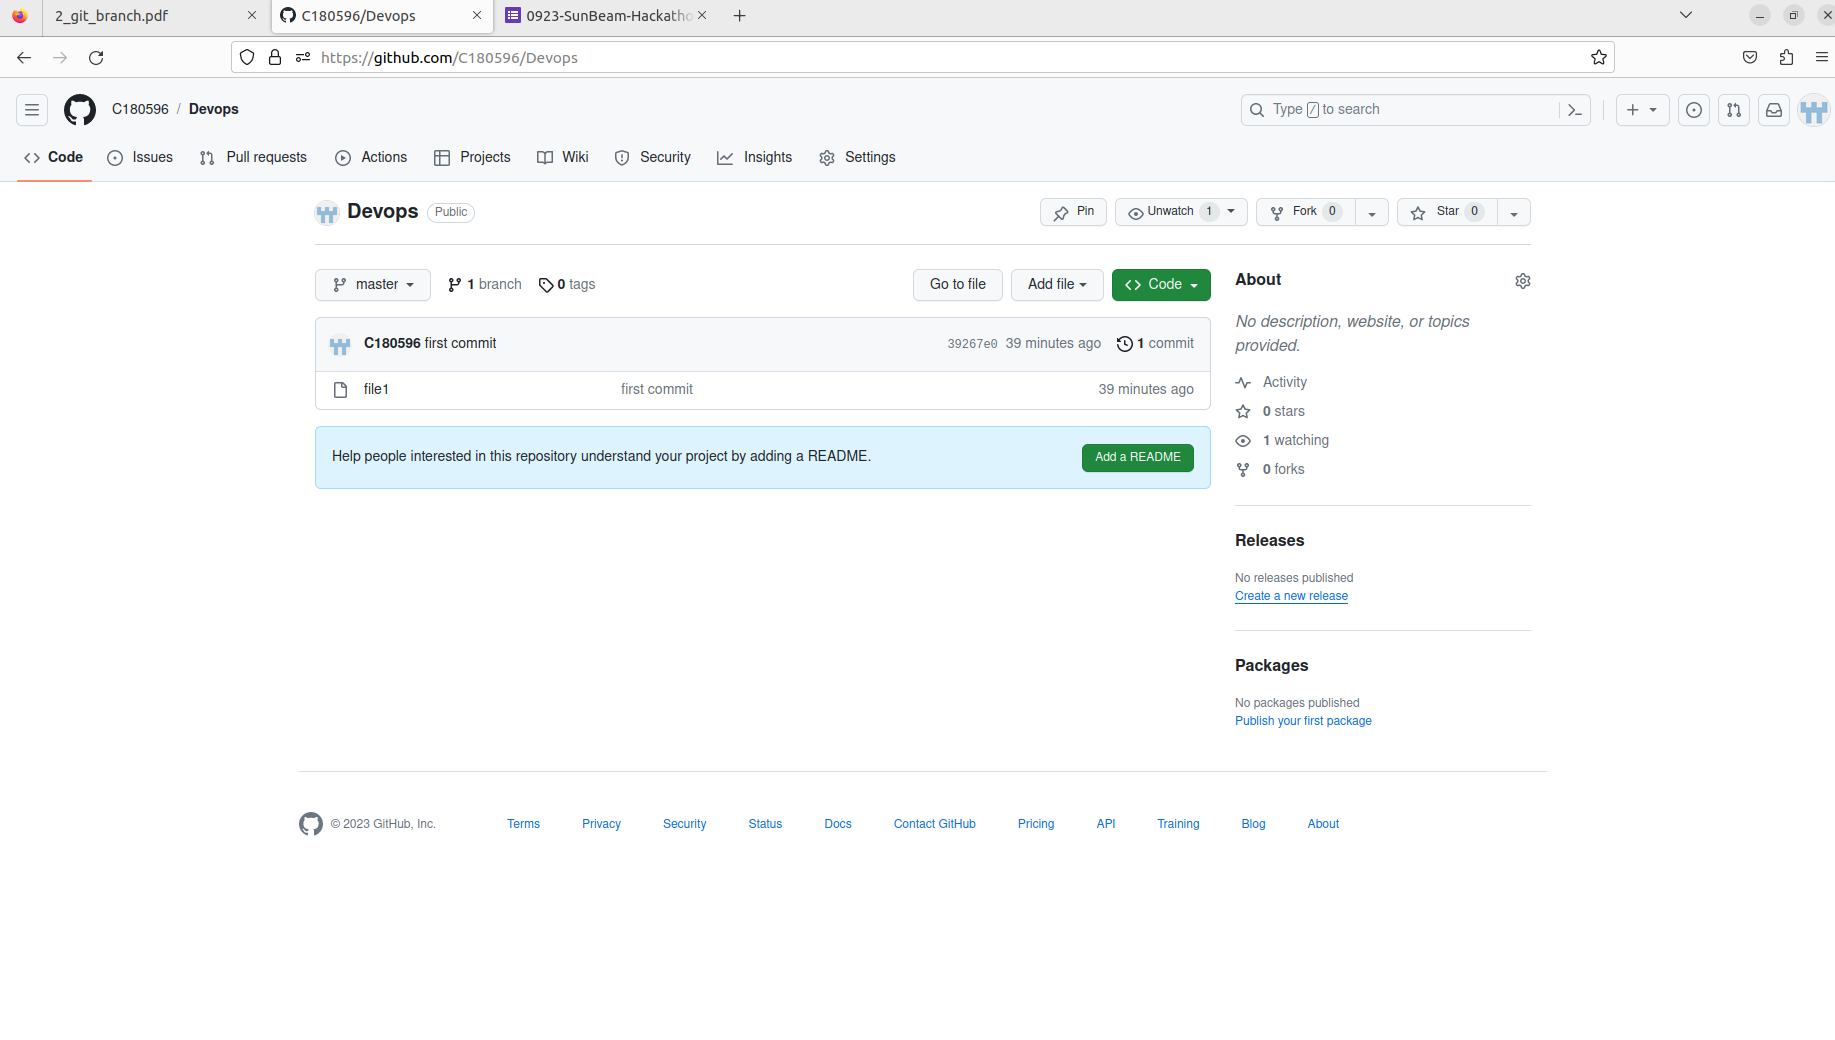 2_git_branch.pdf
C180596/Devops
0923-SunBeam-Hackatho
https://github.com/C180596/Devops
C180596 / Devops
Type / to search
Code
Issues
Pull requests
Actions
Projects
Wiki
Security
Insights
Settings
Devops Public
Pin
Unwatch 1
Fork 0
Star 0
master
1 branch
0 tags
Go to file
Add file
Code
C180596 first commit
39267e0 39 minutes ago
1 commit
file1
first commit
39 minutes ago
Help people interested in this repository understand your project by adding a README.
Add a README
About
No description, website, or topics
provided.
Activity
0 stars
1 watching
0 forks
Releases
No releases published
Create a new release
Packages
No packages published
Publish your first package
© 2023 GitHub, Inc.
Terms
Privacy
Security
Status
Docs
Contact GitHub
Pricing
API
Training
Blog
About